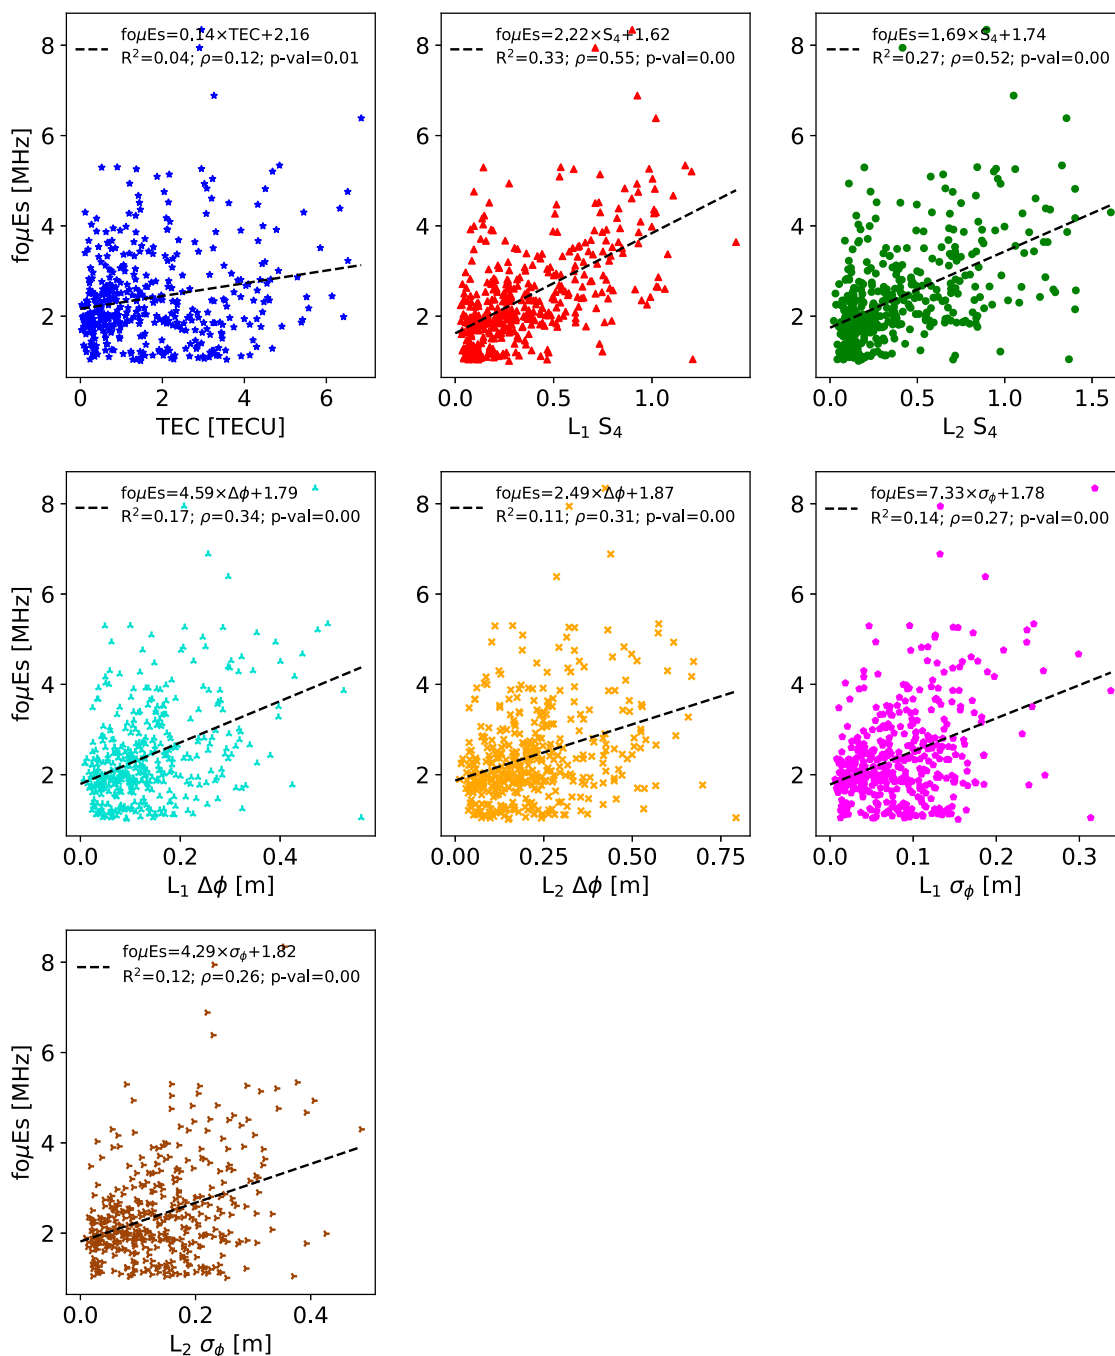 foμEs=0.14×TEC+2.16
R²=0.04; ρ=0.12; p-val=0.01
8
6
4
2
foμEs [MHz]
0 2 4 6
TEC [TECU]
foμEs=2.22×S₄+1.62
R²=0.33; ρ=0.55; p-val=0.00
8
6
4
2
0.0 0.5 1.0
L₁ S₄
foμEs=1.69×S₄+1.74
R²=0.27; ρ=0.52; p-val=0.00
8
6
4
2
0.0 0.5 1.0 1.5
L₂ S₄
foμEs=4.59×Δϕ+1.79
R²=0.17; ρ=0.34; p-val=0.00
8
6
4
2
foμEs [MHz]
0.0 0.2 0.4
L₁ Δϕ [m]
foμEs=2.49×Δϕ+1.87
R²=0.11; ρ=0.31; p-val=0.00
8
6
4
2
0.00 0.25 0.50 0.75
L₂ Δϕ [m]
foμEs=7.33×σᵩ+1.78
R²=0.14; ρ=0.27; p-val=0.00
8
6
4
2
0.0 0.1 0.2 0.3
L₁ σᵩ [m]
foμEs=4.29×σᵩ+1.82
R²=0.12; ρ=0.26; p-val=0.00
8
6
4
2
foμEs [MHz]
0.0 0.2 0.4
L₂ σᵩ [m]